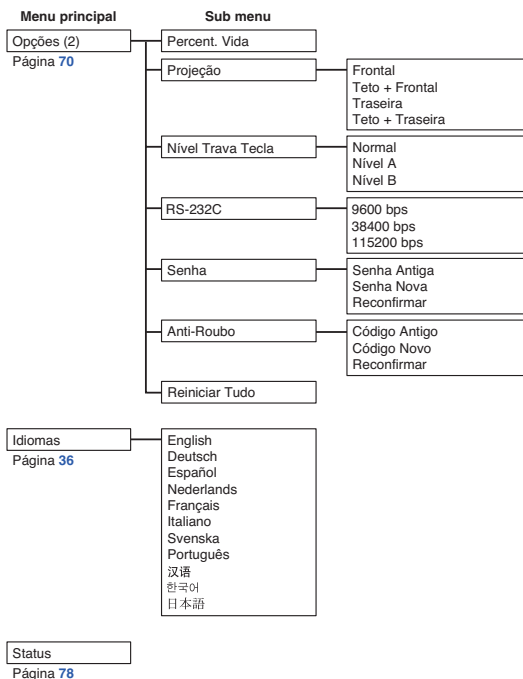 Menu principal
Sub menu
Opções (2)
Página 70
Percent. Vida
Projeção
Frontal
Teto + Frontal
Traseira
Teto + Traseira
Nível Trava Tecla
Normal
Nível A
Nível B
RS-232C
9600 bps
38400 bps
115200 bps
Senha
Senha Antiga
Senha Nova
Reconfirmar
Anti-Roubo
Código Antigo
Código Novo
Reconfirmar
Reiniciar Tudo
Idiomas
Página 36
English
Deutsch
Español
Nederlands
Français
Italiano
Svenska
Português
汉语
한국어
日本語
Status
Página 78